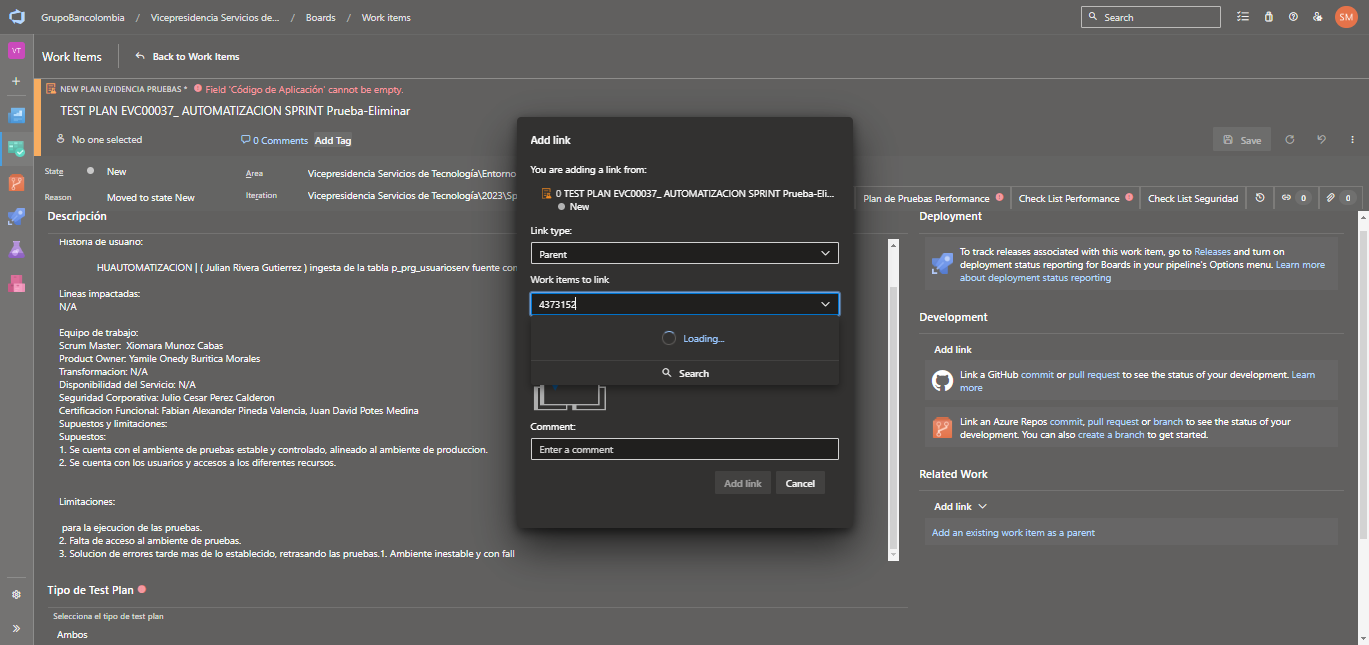 GrupoBancolombia / Vicepresidencia Servicios de... / Boards / Work items
Search
SM
VT
Work Items
Back to Work Items
NEW PLAN EVIDENCIA PRUEBAS * Field 'Código de Aplicación' cannot be empty.
TEST PLAN EVC00037_ AUTOMATIZACION SPRINT Prueba-Eliminar
No one selected
0 Comments
Add Tag
Save
State
New
Area
Vicepresidencia Servicios de Tecnología\Entorno
Reason
Moved to state New
Iteration
Vicepresidencia Servicios de Tecnología\2023\Sp
Plan de Pruebas Performance
Check List Performance
Check List Seguridad
0
0
Descripción
Historia de usuario:
HUAUTOMATIZACION | ( Julian Rivera Gutierrez ) ingesta de la tabla p_prg_usuarioserv fuente con
Lineas impactadas:
N/A
Equipo de trabajo:
Scrum Master: Xiomara Munoz Cabas
Product Owner: Yamile Onedy Buritica Morales
Transformacion: N/A
Disponibilidad del Servicio: N/A
Seguridad Corporativa: Julio Cesar Perez Calderon
Certificacion Funcional: Fabian Alexander Pineda Valencia, Juan David Potes Medina
Supuestos y limitaciones:
Supuestos:
1. Se cuenta con el ambiente de pruebas estable y controlado, alineado al ambiente de produccion.
2. Se cuenta con los usuarios y accesos a los diferentes recursos.
Limitaciones:
para la ejecucion de las pruebas.
2. Falta de acceso al ambiente de pruebas.
3. Solucion de errores tarde mas de lo establecido, retrasando las pruebas.1. Ambiente inestable y con fall
Tipo de Test Plan
Selecciona el tipo de test plan
Ambos
Add link
You are adding a link from:
0 TEST PLAN EVC00037_ AUTOMATIZACION SPRINT Prueba-Eli...
New
Link type:
Parent
Work items to link
4373152
Loading...
Search
Comment:
Enter a comment
Add link
Cancel
Deployment
To track releases associated with this work item, go to Releases and turn on
deployment status reporting for Boards in your pipeline's Options menu. Learn more
about deployment status reporting
Development
Add link
Link a GitHub commit or pull request to see the status of your development. Learn
more
Link an Azure Repos commit, pull request or branch to see the status of your
development. You can also create a branch to get started.
Related Work
Add link
Add an existing work item as a parent